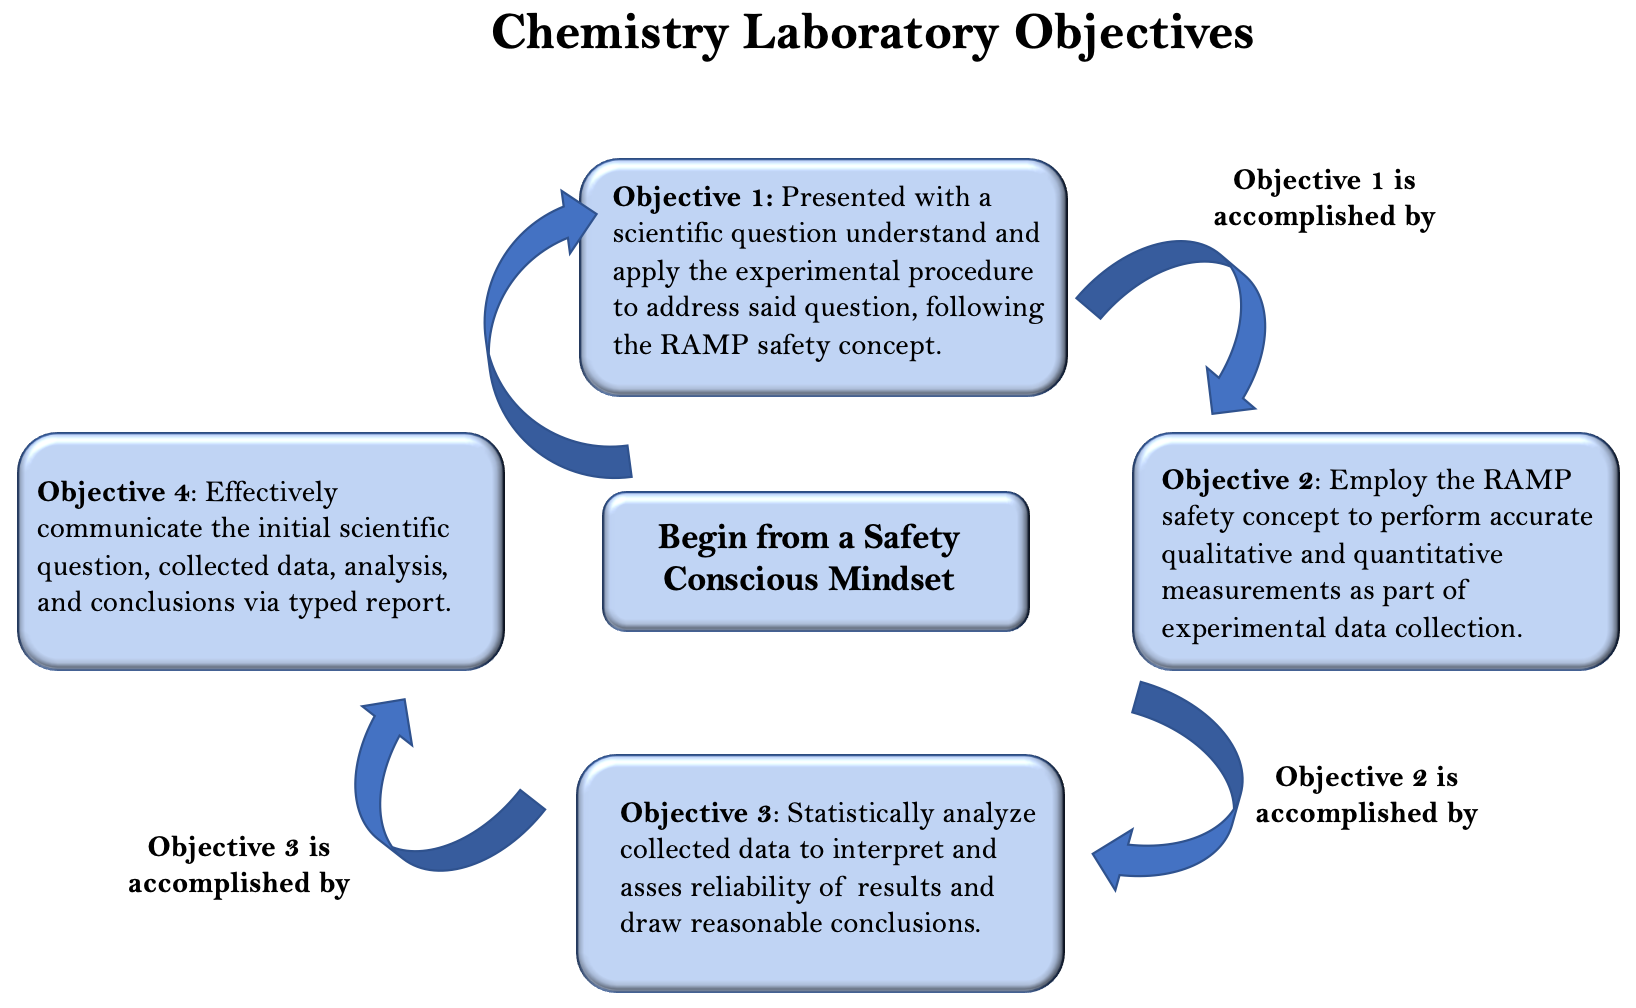 Chemistry Laboratory Objectives
Objective 1: Presented with a
scientific question understand and
apply the experimental procedure
to address said question, following
the RAMP safety concept.
Objective 1 is
accomplished by
Objective 2: Employ the RAMP
safety concept to perform accurate
qualitative and quantitative
measurements as part of
experimental data collection.
Objective 2 is
accomplished by
Objective 3: Statistically analyze
collected data to interpret and
asses reliability of results and
draw reasonable conclusions.
Objective 3 is
accomplished by
Objective 4: Effectively
communicate the initial scientific
question, collected data, analysis,
and conclusions via typed report.
Begin from a Safety
Conscious Mindset